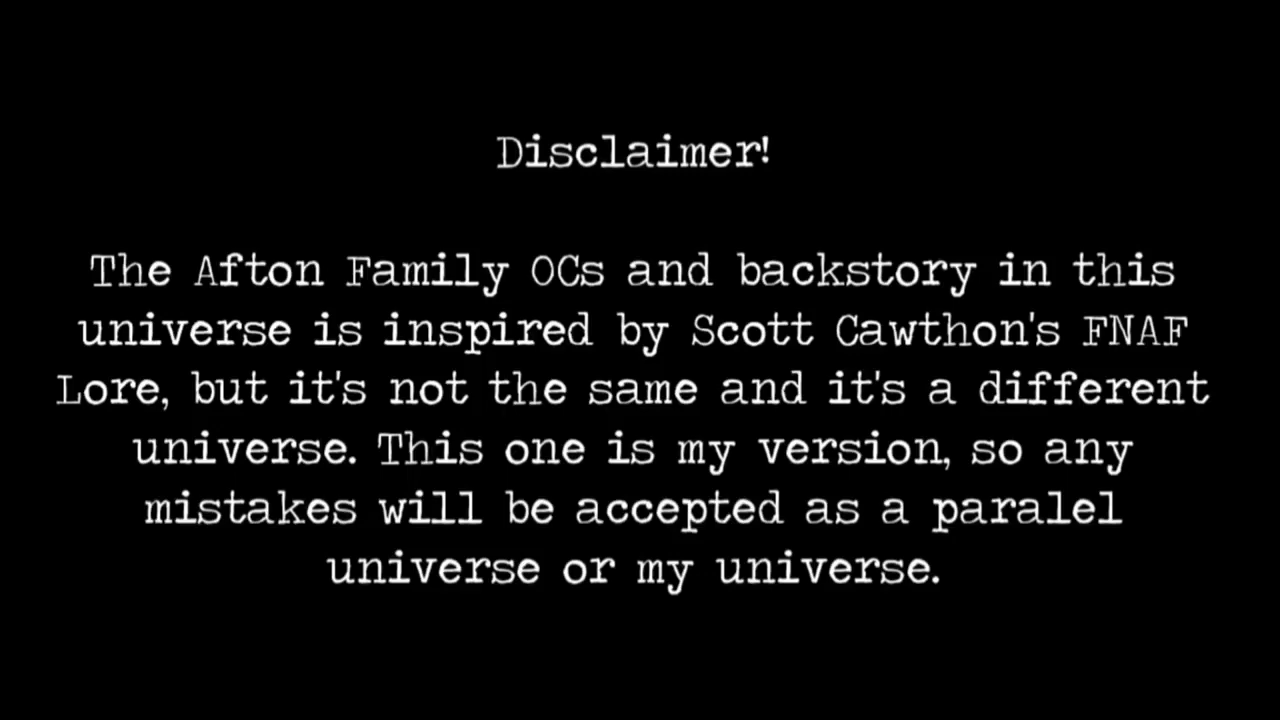 Disclaimer!
The Afton Family OCs and backstory in this
universe is inspired by Scott Cawthon's FNAF
Lore, but it's not the same and it's a different
universe. This one is my version, so any
mistakes will be accepted as a paralel
universe or my universe.